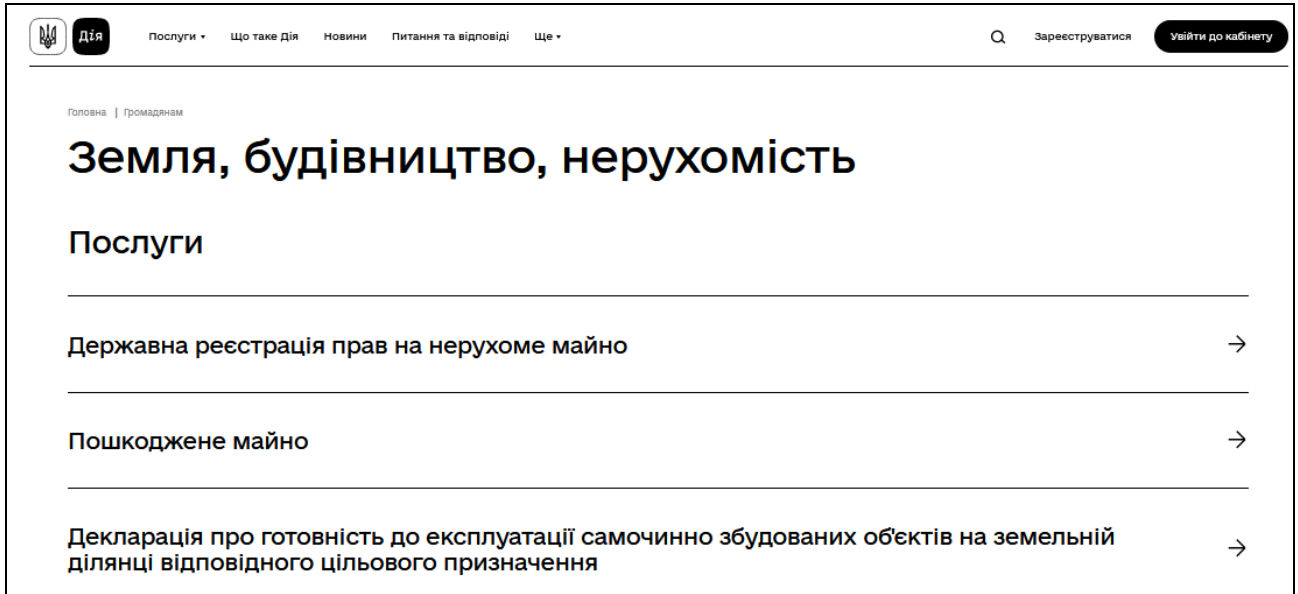 Дія Послуги Що таке Дія Новини Питання та відповіді Ще Зареєструватися Увійти до кабінету
Головна | Громадянам
Земля, будівництво, нерухомість
Послуги
Державна реєстрація прав на нерухоме майно
Пошкоджене майно
Декларація про готовність до експлуатації самочинно збудованих об'єктів на земельній
ділянці відповідного цільового призначення